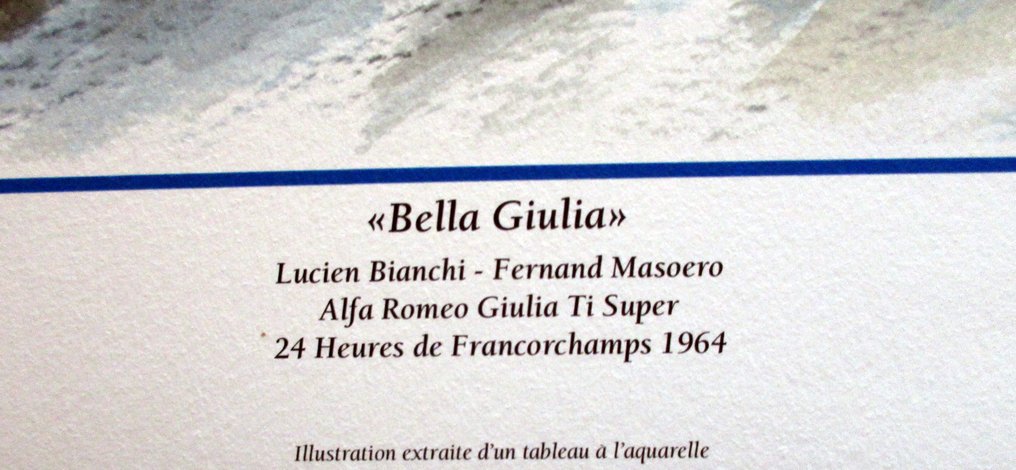 «Bella Giulia»
Lucien Bianchi - Fernand Masoero
Alfa Romeo Giulia Ti Super
24 Heures de Francorchamps 1964
Illustration extraite d'un tableau à l'aquarelle